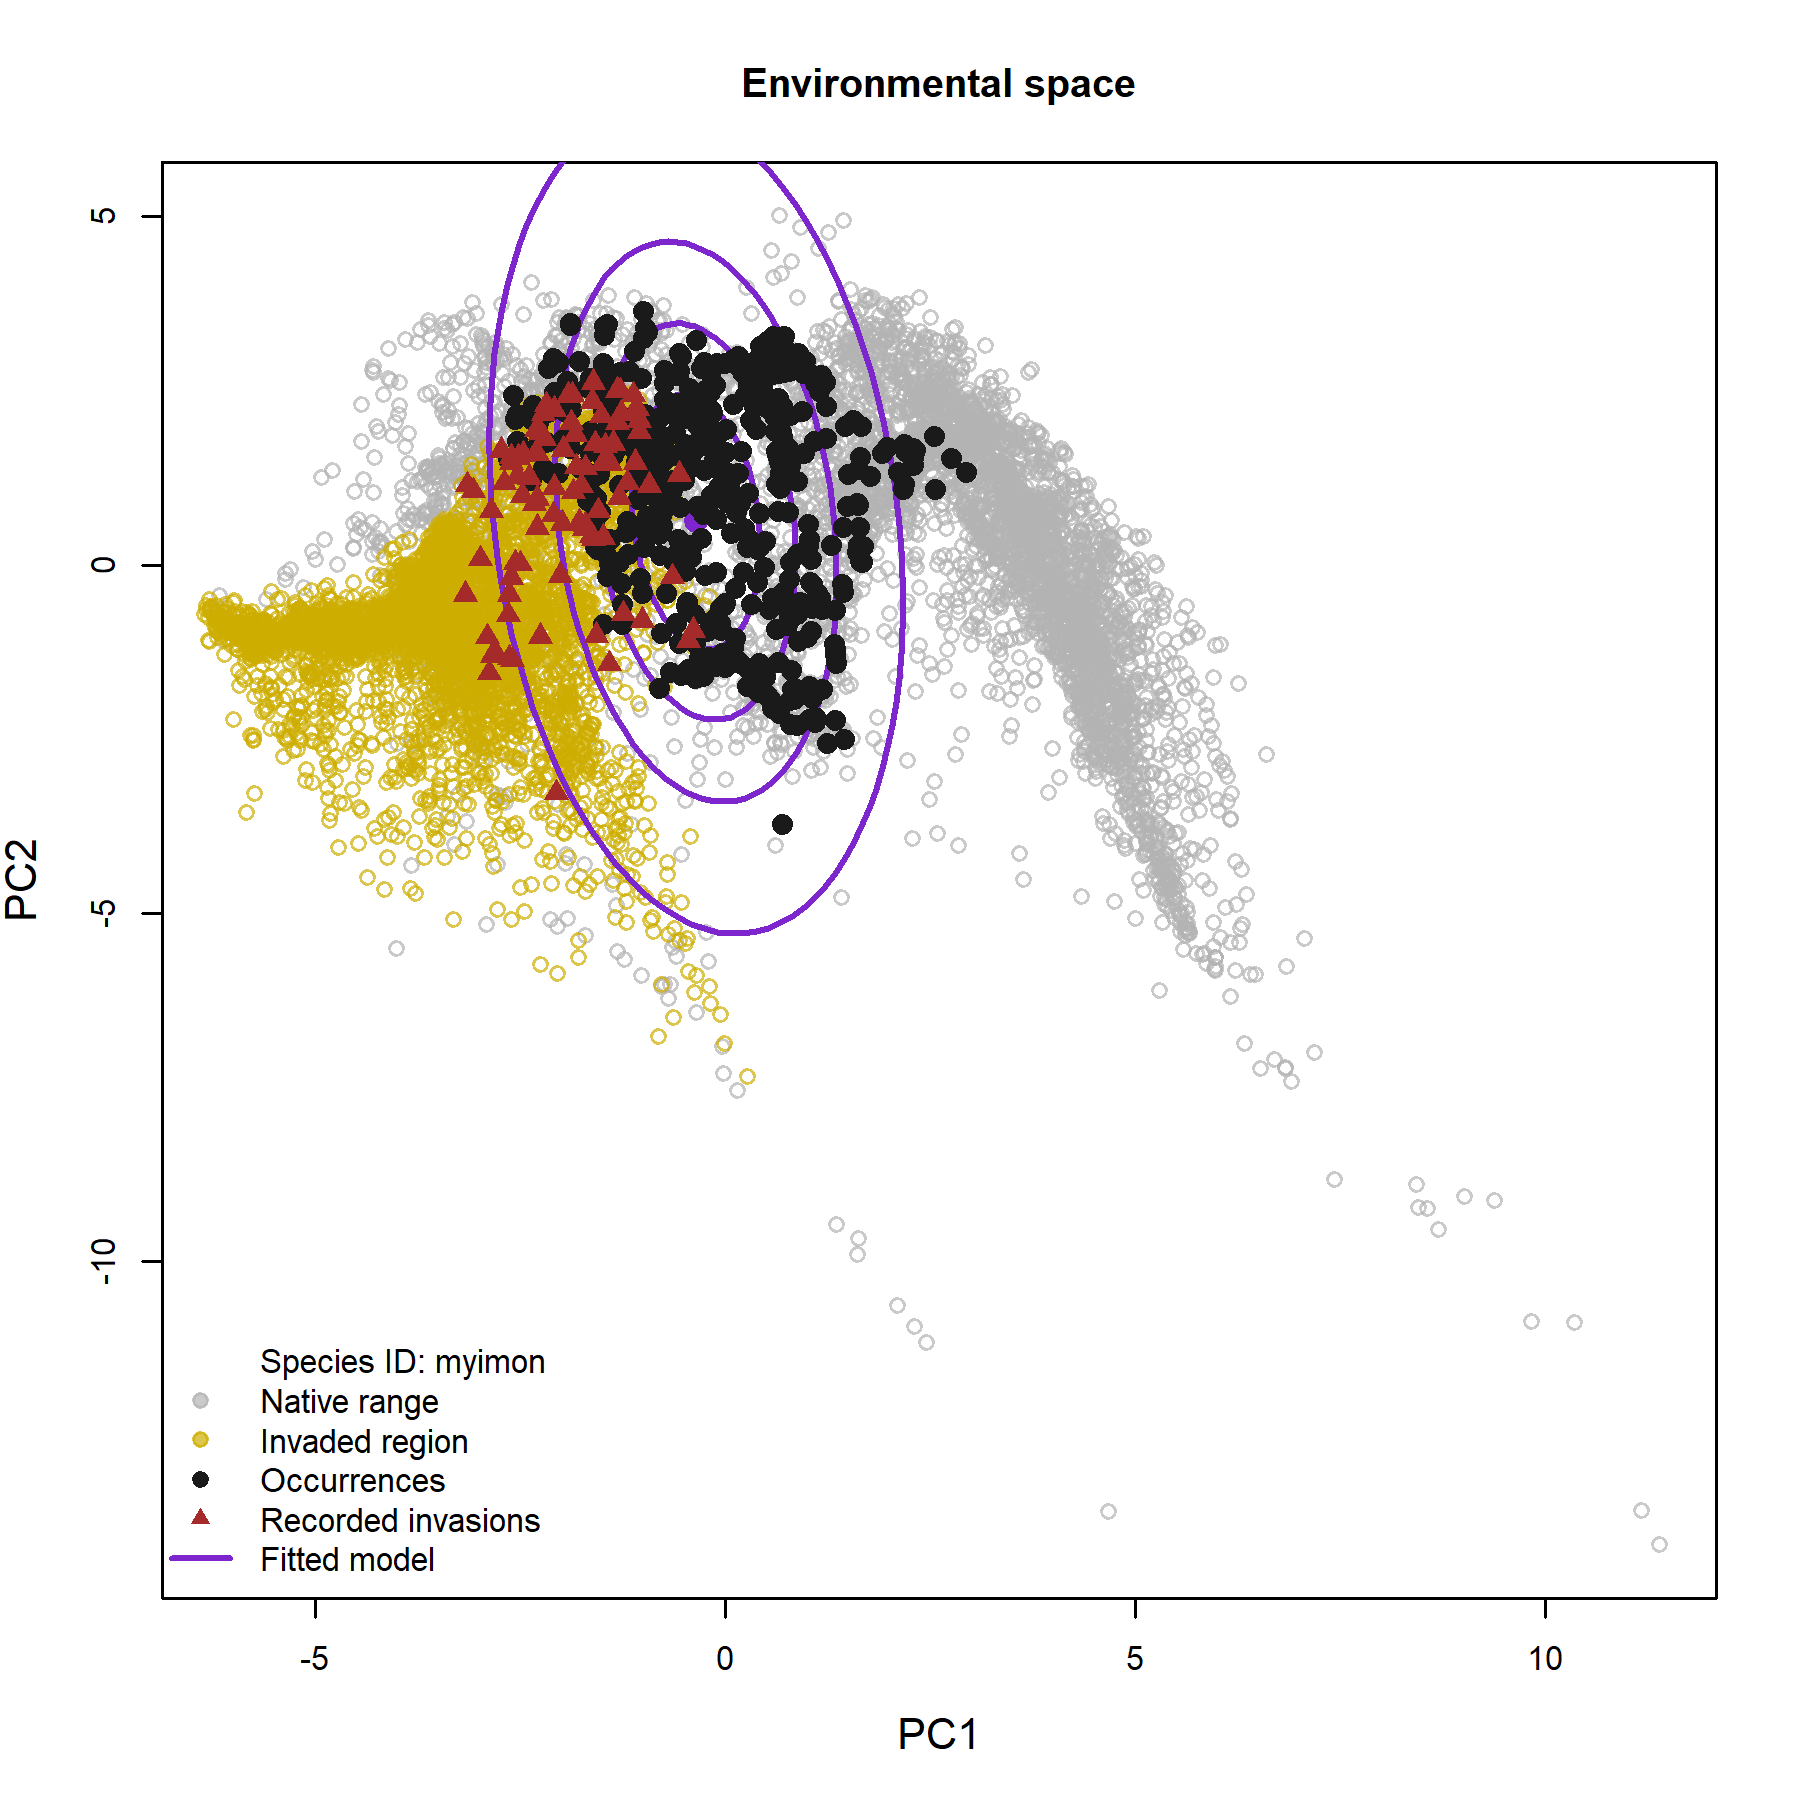 Environmental space
5
0
-5
-10
PC2
Species ID: myimon
Native range
Invaded region
Occurrences
Recorded invasions
Fitted model
-5 0 5 10
PC1